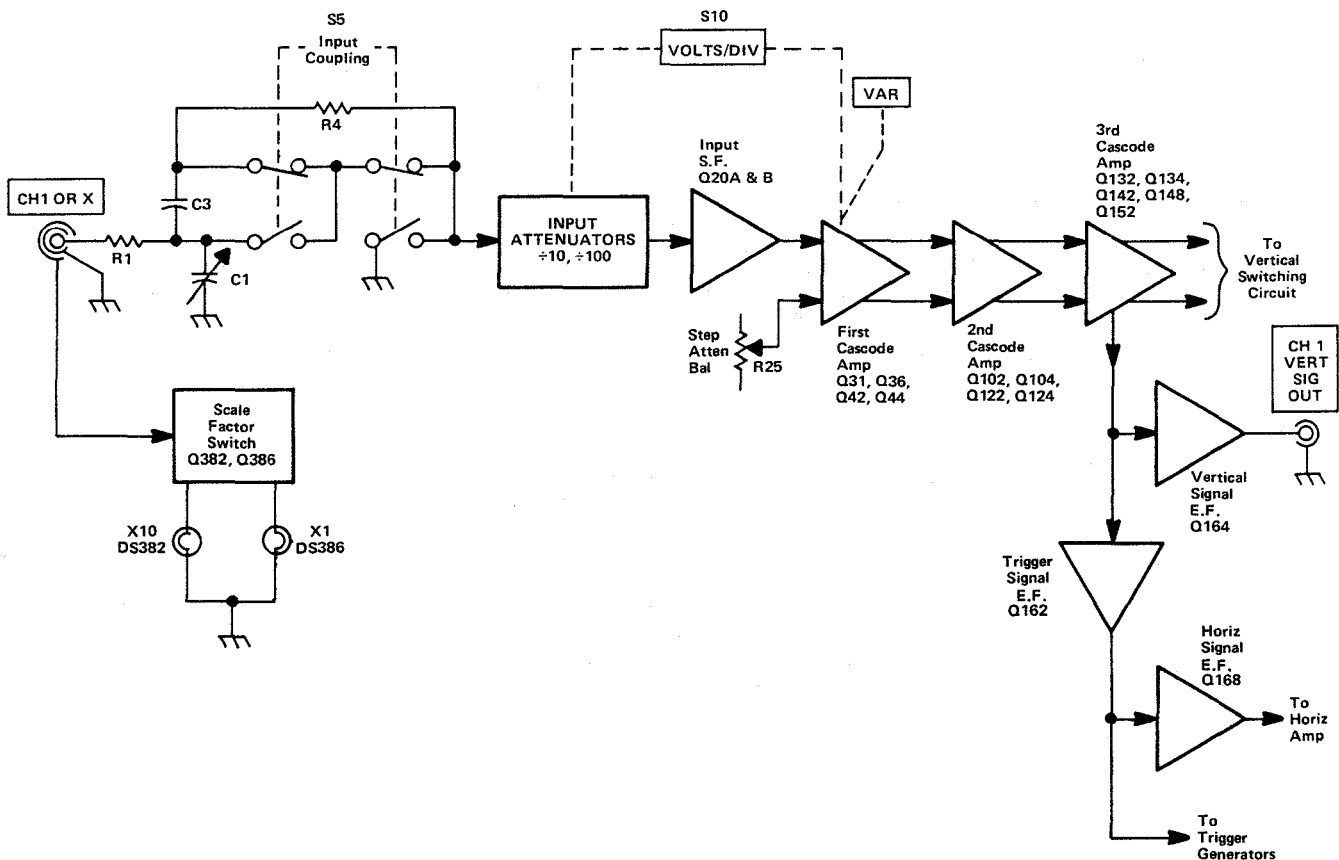 S5
Input
Coupling
S10
VOLTS/DIV
VAR
R4
Input
S.F.
Q20A & B
3rd
Cascode
Amp
Q132, Q134,
Q142, Q148,
Q152
CH1 OR X
C3
R1
C1
INPUT
ATTENUATORS
÷10, ÷100
To
Vertical
Switching
Circuit
Step
Atten
Bal
R25
First
Cascode
Amp
Q31, Q36,
Q42, Q44
2nd
Cascode
Amp
Q102, Q104,
Q122, Q124
CH 1
VERT
SIG
OUT
Scale
Factor
Switch
Q382, Q386
X10
DS382
X1
DS386
Vertical
Signal
E.F.
Q164
Trigger
Signal
E.F.
Q162
Horiz
Signal
E.F.
Q168
To
Horiz
Amp
To
Trigger
Generators